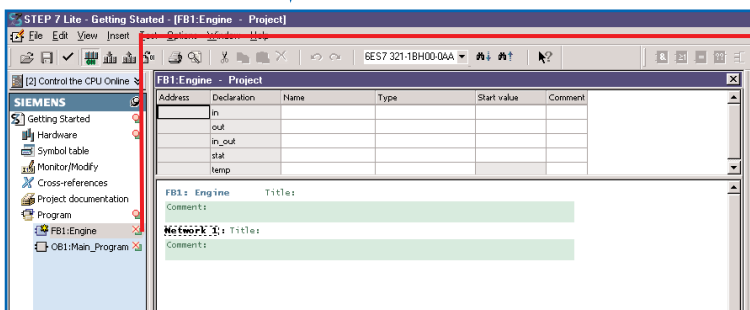 STEP 7 Lite - Getting Started - [FB1:Engine - Project]
File Edit View Insert Options Window Help
6ES7 321-1BH00-0AA
[2] Control the CPU Online
FB1:Engine - Project
SIEMENS
Address Declaration Name Type Start value Comment
in
out
in_out
stat
temp
Getting Started
Hardware
Symbol table
Monitor/Modify
Cross-references
Project documentation
Program
FB1:Engine
OB1:Main_Program
FB1: Engine Title:
Comment:
Network 1: Title:
Comment: